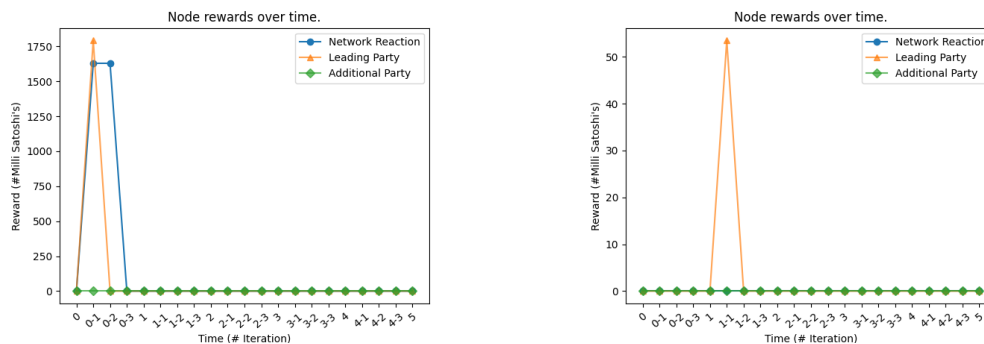 Node rewards over time.
Reward (#Milli Satoshi's)
1750
1500
1250
1000
750
500
250
0
Network Reaction
Leading Party
Additional Party
0 0-1 0-2 0-3 1 1-1 1-2 1-3 2 2-1 2-2 2-3 3 3-1 3-2 3-3 4 4-1 4-2 4-3 5
Time (# Iteration)
Node rewards over time.
Reward (#Milli Satoshi's)
50
40
30
20
10
0
Network Reaction
Leading Party
Additional Party
0 0-1 0-2 0-3 1 1-1 1-2 1-3 2 2-1 2-2 2-3 3 3-1 3-2 3-3 4 4-1 4-2 4-3 5
Time (# Iteration)